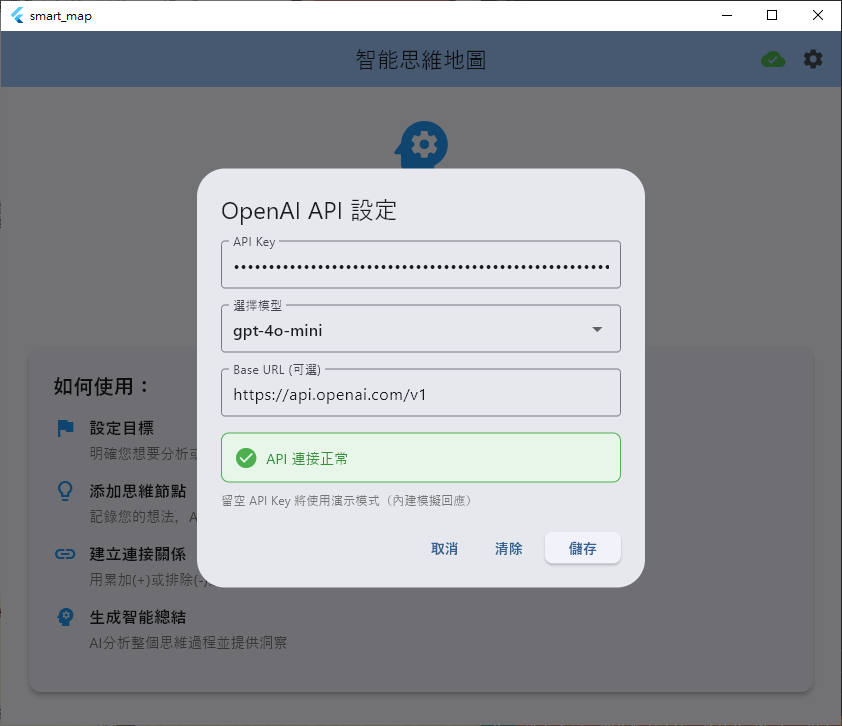 smart_map
智能思維地圖
OpenAI API 設定
API Key
••••••••••••••••••••••••••••••••••••••••••••••••••••••
選擇模型
gpt-4o-mini
Base URL (可選)
https://api.openai.com/v1
API 連接正常
留空 API Key 將使用演示模式（內建模擬回應）
取消
清除
儲存
如何使用：
設定目標
明確您想要分析或
添加思維節點
記錄您的想法，A
建立連接關係
用累加(+)或排除(-)
生成智能總結
AI分析整個思維過程並提供洞察